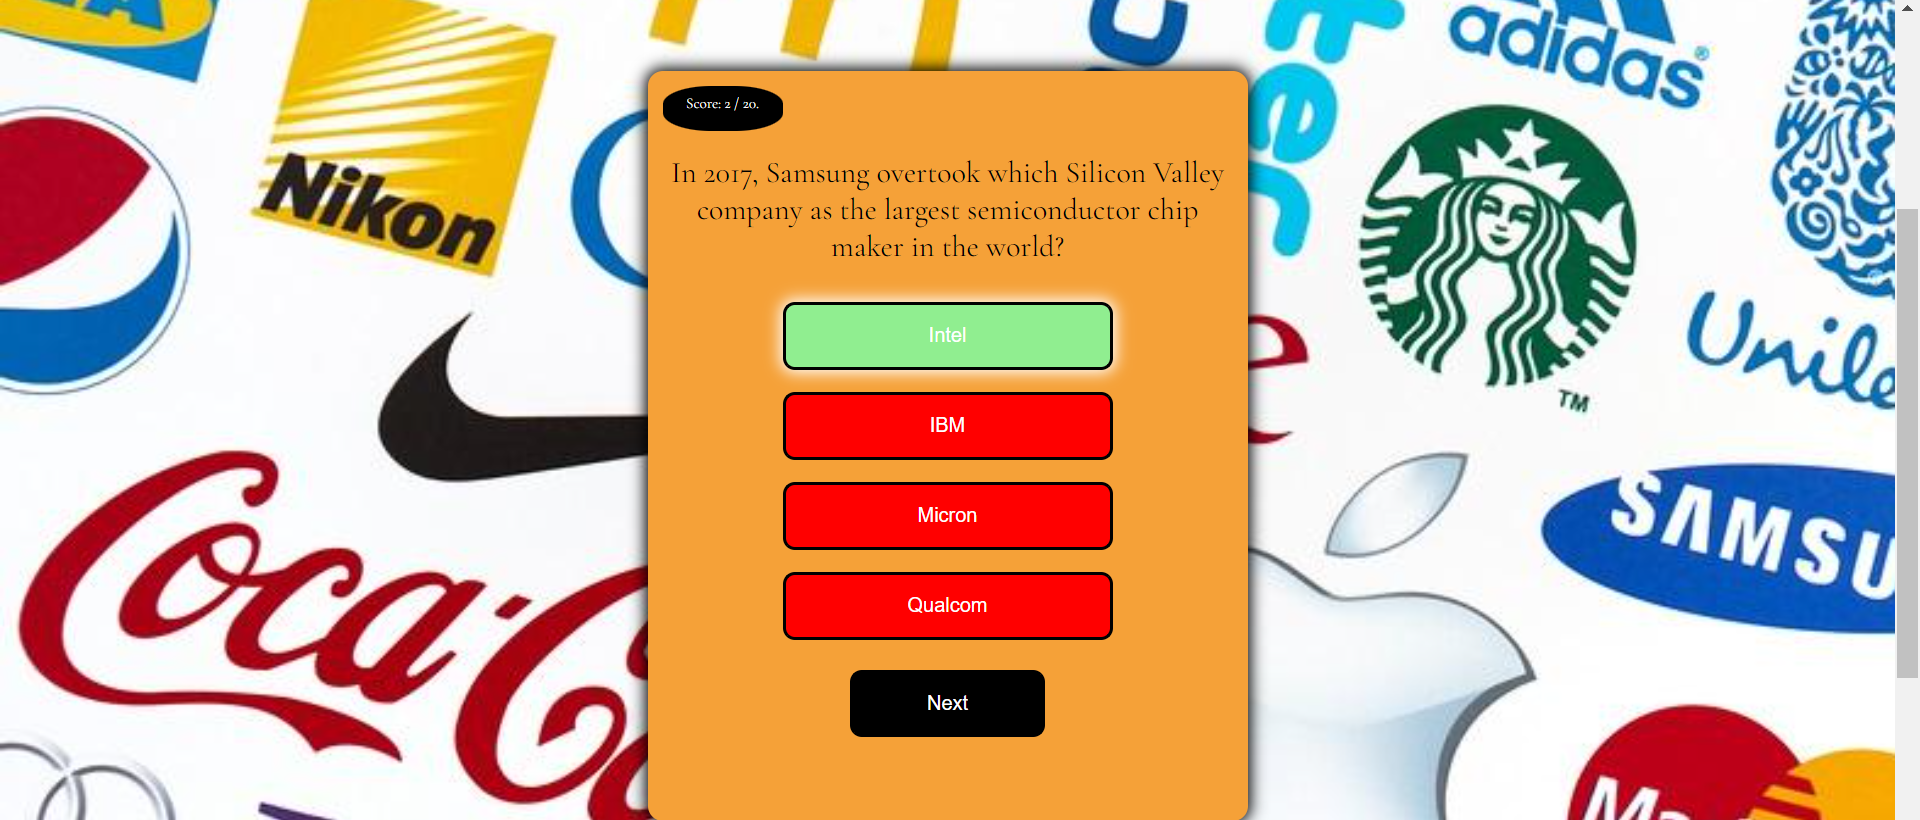 Nikon
adidas
®
TM
Unile
Coca-Co
SAMSU
Ma
Score: 2 / 20.
In 2017, Samsung overtook which Silicon Valley
company as the largest semiconductor chip
maker in the world?
Intel
IBM
Micron
Qualcom
Next